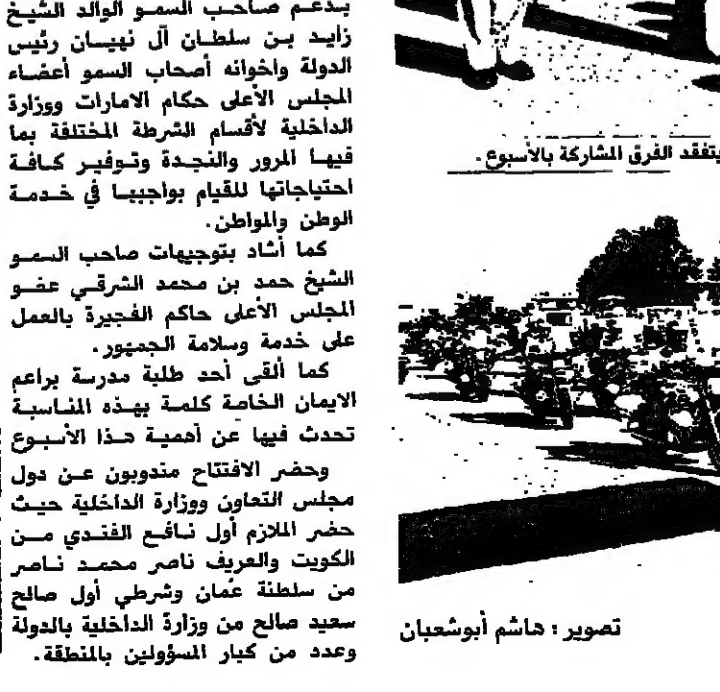 بدعم صاحب السمو الوالد الشيخ
زايد بن سلطان آل نهيان رئيس
الدولة واخوانه أصحاب السمو أعضاء
المجلس الأعلى حكام الامارات ووزارة
الداخلية لأقسام الشرطة المختلفة بما
فيها المرور والنجدة وتوفير كافة
احتياجاتها للقيام بواجبها في خدمة
الوطن والمواطن .
كما أشاد بتوجيهات صاحب السمو
الشيخ حمد بن محمد الشرقي عضو
المجلس الأعلى حاكم الفجيرة بالعمل
على خدمة وسلامة الجمهور .
كما ألقى أحد طلبة مدرسة براعم
الايمان الخاصة كلمة بهذه المناسبة
تحدث فيها عن أهمية هذا الأسبوع
وحضر الافتتاح مندوبون عن دول
مجلس التعاون ووزارة الداخلية حيث
حضر الملازم أول نافع الفندي من
الكويت والعريف ناصر محمد ناصر
من سلطنة عُمان وشرطي أول صالح
سعيد صالح من وزارة الداخلية بالدولة
وعدد من كبار المسؤولين بالمنطقة .
يتفقد الفرق المشاركة بالأسبوع .
تصوير : هاشم أبوشعبان